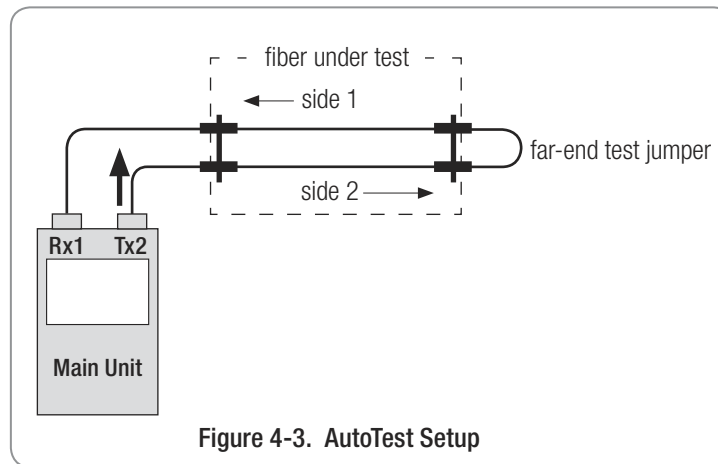 fiber under test
side 1
far-end test jumper
side 2
Rx1 Tx2
Main Unit
Figure 4-3. AutoTest Setup